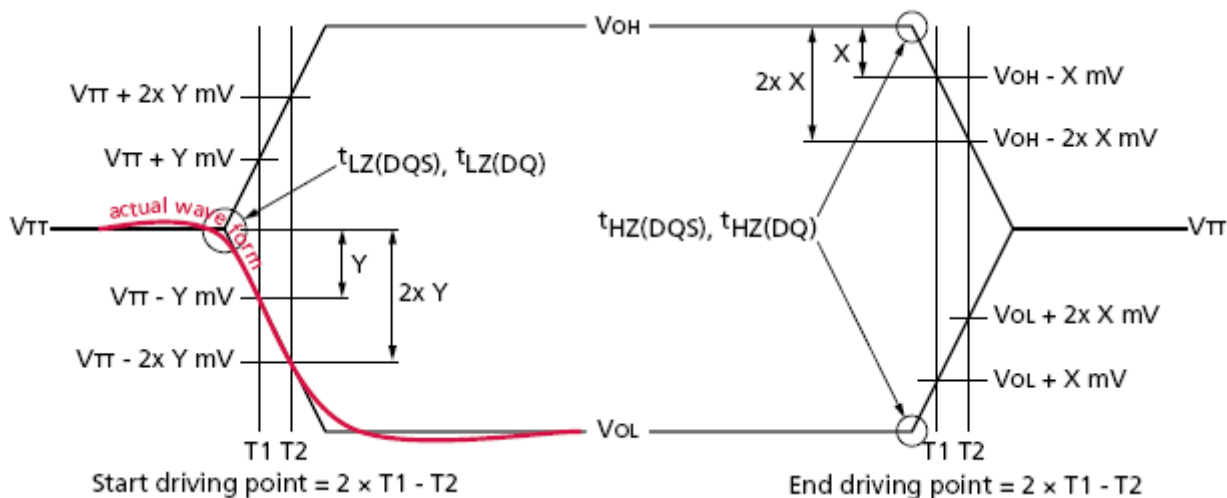 VOH
X
2x X
VOH - X mV
VTT + 2x Y mV
VOH - 2x X mV
VTT + Y mV
tLZ(DQS), tLZ(DQ)
actual wave form
VTT
tHZ(DQS), tHZ(DQ)
VTT
Y
2x Y
VTT - Y mV
VOL + 2x X mV
VTT - 2x Y mV
VOL + X mV
VOL
T1 T2
T1 T2
Start driving point = 2 × T1 - T2
End driving point = 2 × T1 - T2